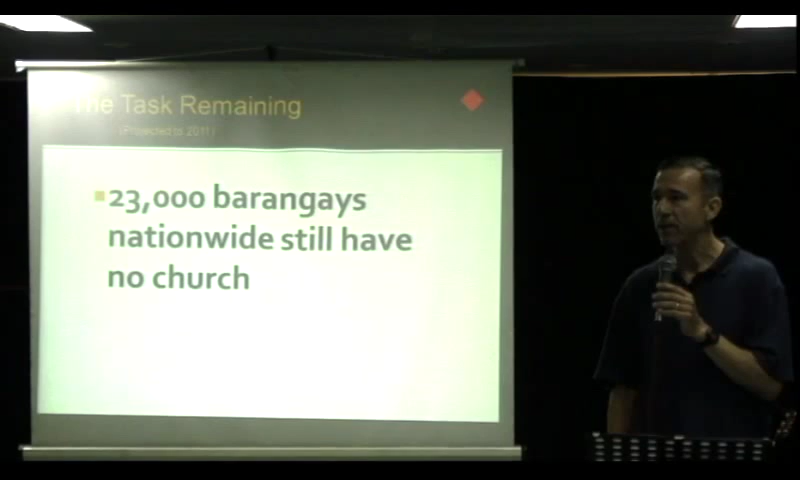 The Task Remaining
(Projected to 2011)
23,000 barangays
nationwide still have
no church